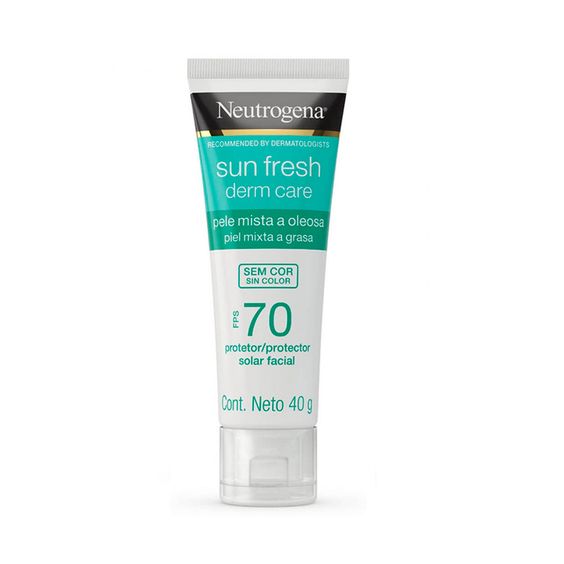 Neutrogena®
RECOMMENDED BY DERMATOLOGISTS
sun fresh
derm care
pele mista a oleosa
piel mixta a grasa
SEM COR
SIN COLOR
FPS 70
protetor/protector
solar facial
Cont. Neto 40 g